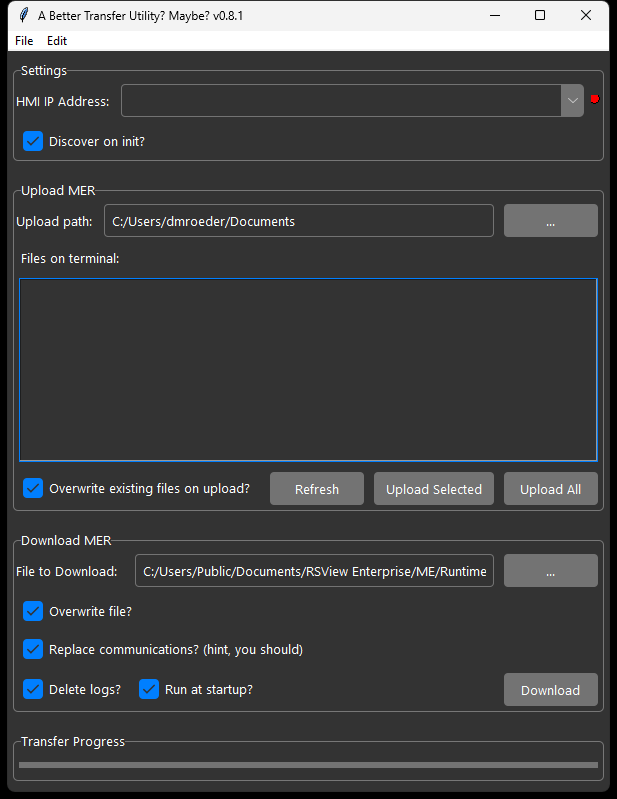 A Better Transfer Utility? Maybe? v0.8.1
File Edit
Settings
HMI IP Address:
Discover on init?
Upload MER
Upload path: C:/Users/dmroeder/Documents ...
Files on terminal:
Overwrite existing files on upload? Refresh Upload Selected Upload All
Download MER
File to Download: C:/Users/Public/Documents/RSView Enterprise/ME/Runtime ...
Overwrite file?
Replace communications? (hint, you should)
Delete logs? Run at startup? Download
Transfer Progress